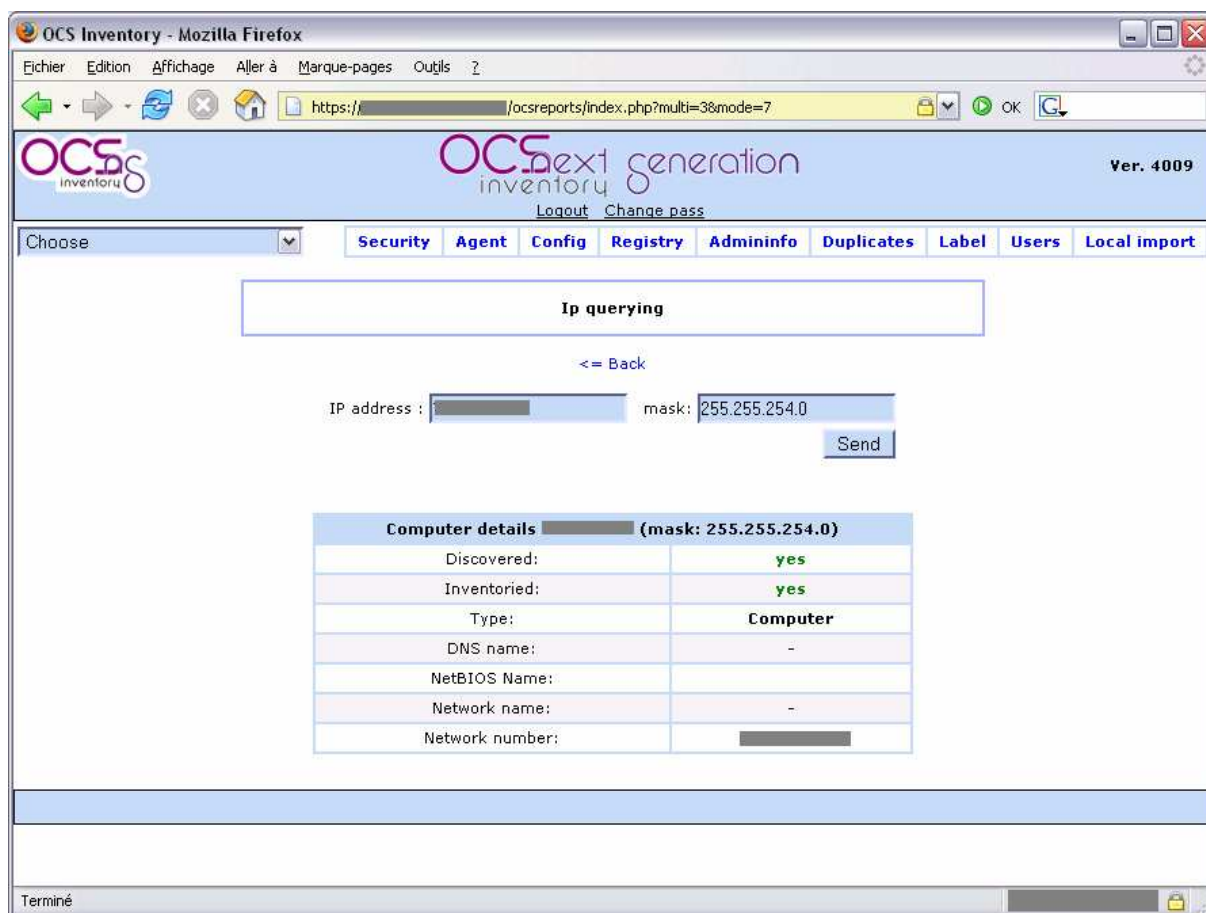 OCS Inventory - Mozilla Firefox
Fichier Edition Affichage Aller à Marque-pages Outils ?
https:// /ocsreports/index.php?multi=3&mode=7 OK G
OCS ng inventory
OCS inventory next generation
Ver. 4009
Logout Change pass
Choose Security Agent Config Registry Admininfo Duplicates Label Users Local import
Ip querying
<= Back
IP address : mask: 255.255.254.0
Send
Computer details (mask: 255.255.254.0)
Discovered: yes
Inventoried: yes
Type: Computer
DNS name: -
NetBIOS Name:
Network name: -
Network number:
Terminé